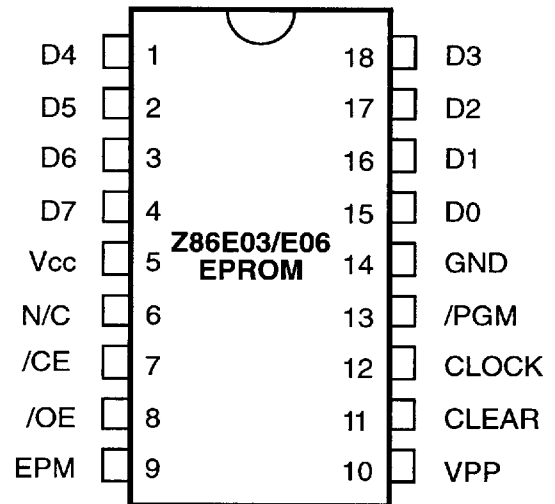 D4 1 18 D3
D5 2 17 D2
D6 3 16 D1
D7 4 15 D0
Z86E03/E06
EPROM
Vcc 5 14 GND
N/C 6 13 /PGM
/CE 7 12 CLOCK
/OE 8 11 CLEAR
EPM 9 10 VPP